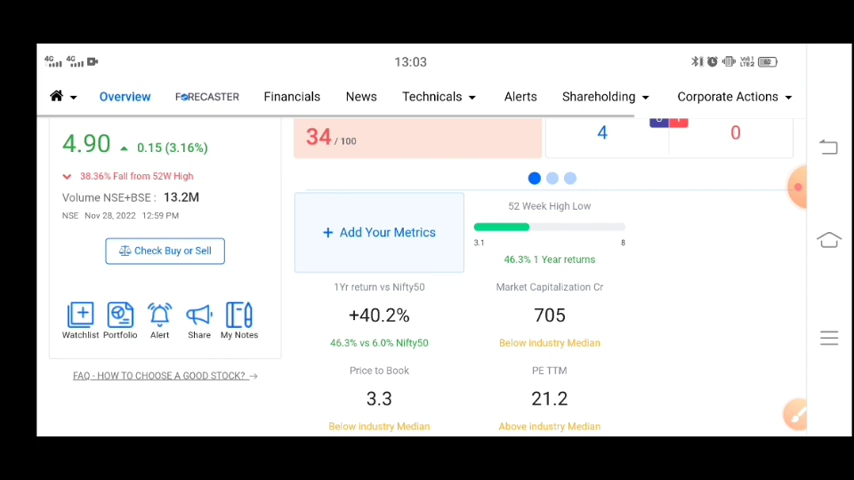 4G 4G 13:03
Overview FORECASTER Financials News Technicals Alerts Shareholding Corporate Actions
4.90 0.15 (3.16%)
34 / 100
4 0
38.36% Fall from 52W High
Volume NSE+BSE : 13.2M
NSE Nov 28, 2022 12:59 PM
Check Buy or Sell
Watchlist Portfolio Alert Share My Notes
FAQ - HOW TO CHOOSE A GOOD STOCK? →
+ Add Your Metrics
52 Week High Low
3.1 8
46.3% 1 Year returns
1Yr return vs Nifty50
+40.2%
46.3% vs 6.0% Nifty50
Market Capitalization Cr
705
Below industry Median
Price to Book
3.3
Below industry Median
PE TTM
21.2
Above industry Median